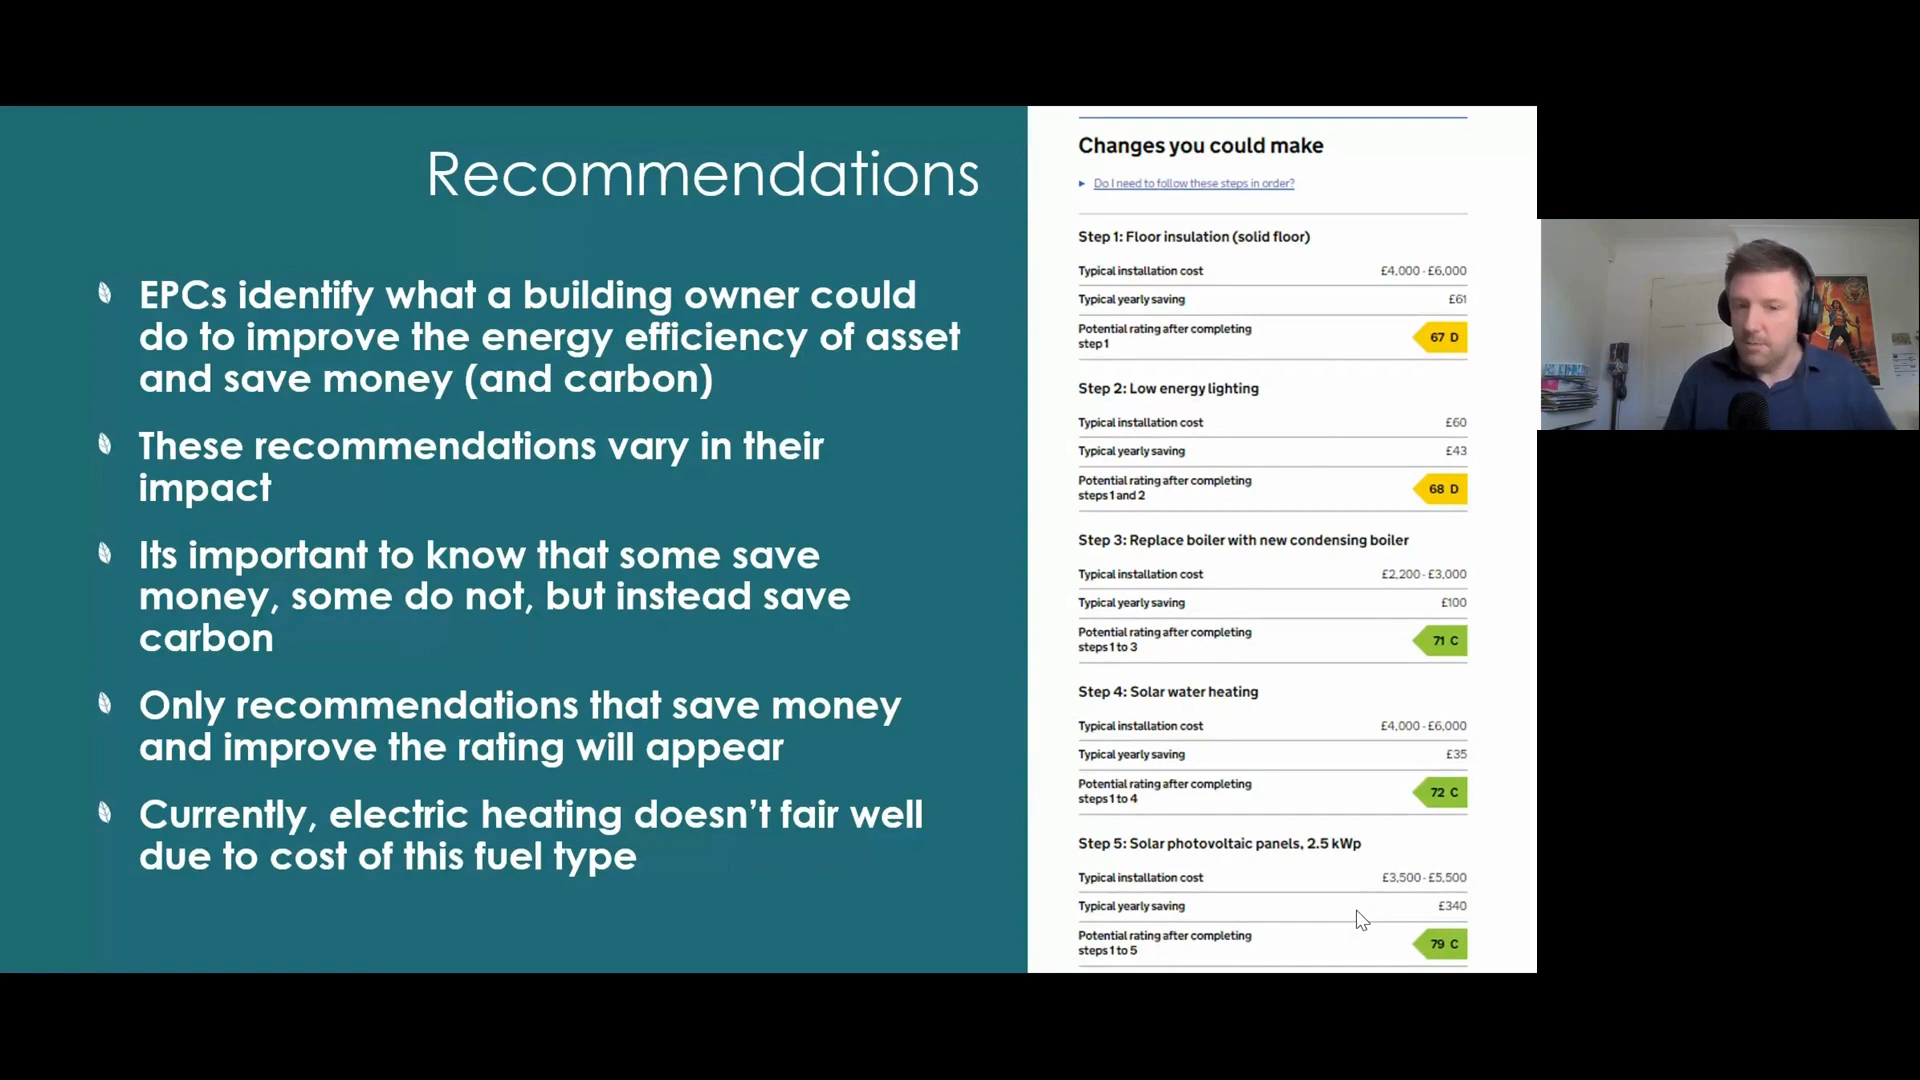 Recommendations
EPCs identify what a building owner could
do to improve the energy efficiency of asset
and save money (and carbon)
These recommendations vary in their
impact
Its important to know that some save
money, some do not, but instead save
carbon
Only recommendations that save money
and improve the rating will appear
Currently, electric heating doesn't fair well
due to cost of this fuel type
Changes you could make
Do I need to follow these steps in order?
Step 1: Floor insulation (solid floor)
Typical installation cost £4,000 - £6,000
Typical yearly saving £61
Potential rating after completing
step 1 67 D
Step 2: Low energy lighting
Typical installation cost £60
Typical yearly saving £43
Potential rating after completing
steps 1 and 2 68 D
Step 3: Replace boiler with new condensing boiler
Typical installation cost £2,200 - £3,000
Typical yearly saving £100
Potential rating after completing
steps 1 to 3 71 C
Step 4: Solar water heating
Typical installation cost £4,000 - £6,000
Typical yearly saving £35
Potential rating after completing
steps 1 to 4 72 C
Step 5: Solar photovoltaic panels, 2.5 kWp
Typical installation cost £3,500 - £5,500
Typical yearly saving £340
Potential rating after completing
steps 1 to 5 79 C